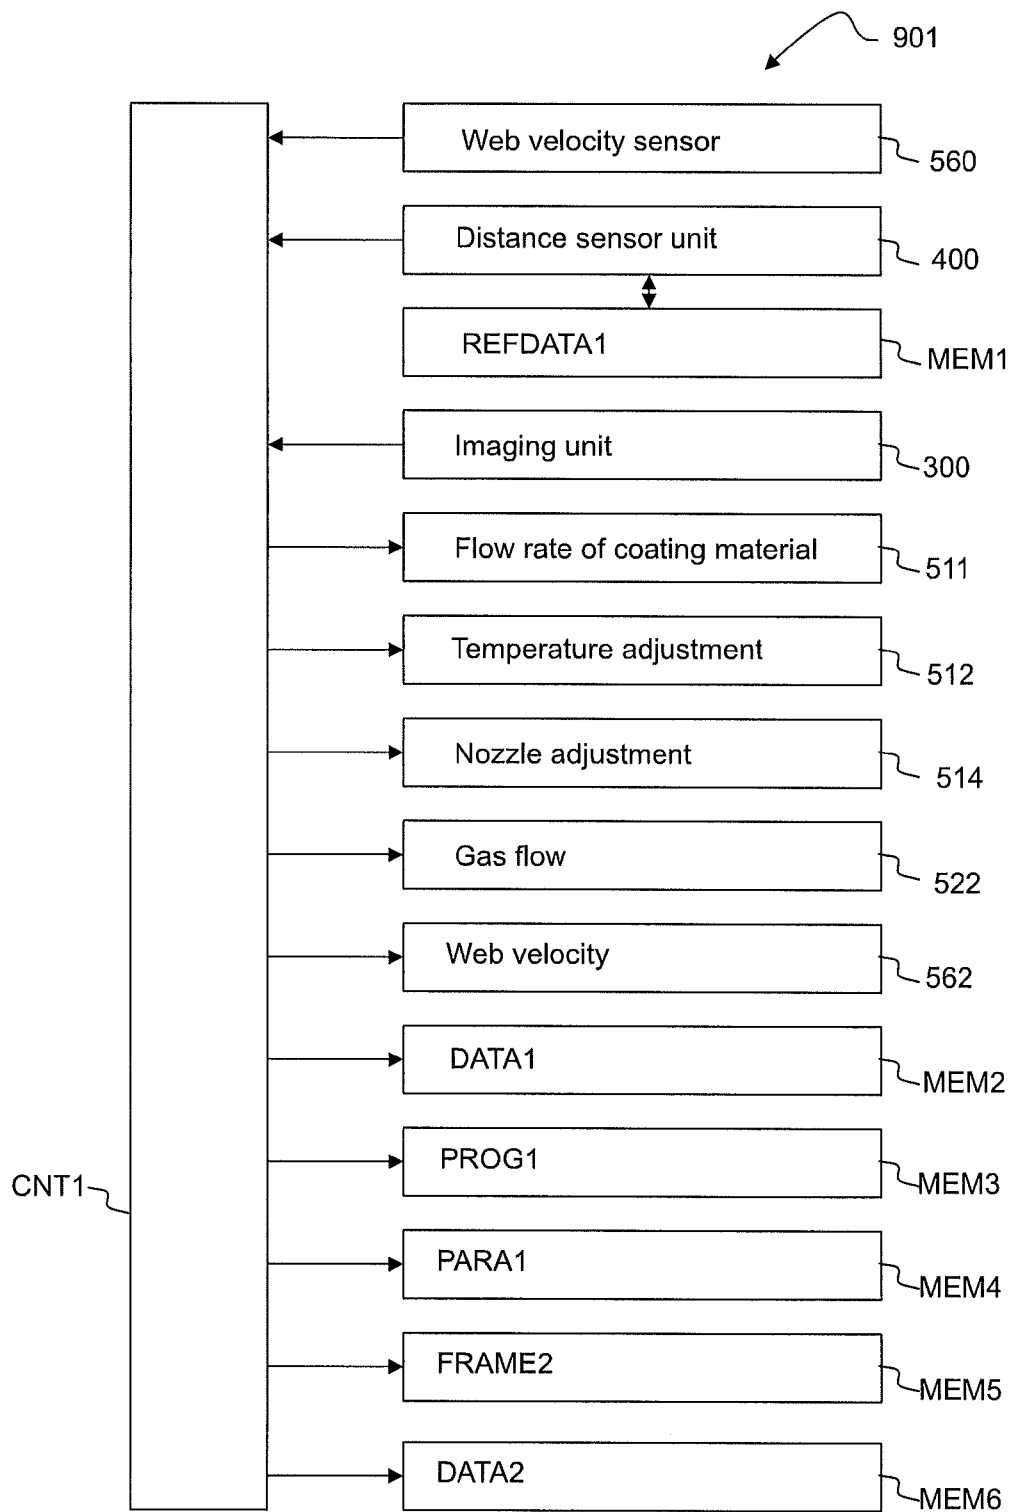 901
Web velocity sensor
560
Distance sensor unit
400
REFDATA1
MEM1
Imaging unit
300
Flow rate of coating material
511
Temperature adjustment
512
Nozzle adjustment
514
Gas flow
522
Web velocity
562
DATA1
MEM2
PROG1
MEM3
CNT1
PARA1
MEM4
FRAME2
MEM5
DATA2
MEM6